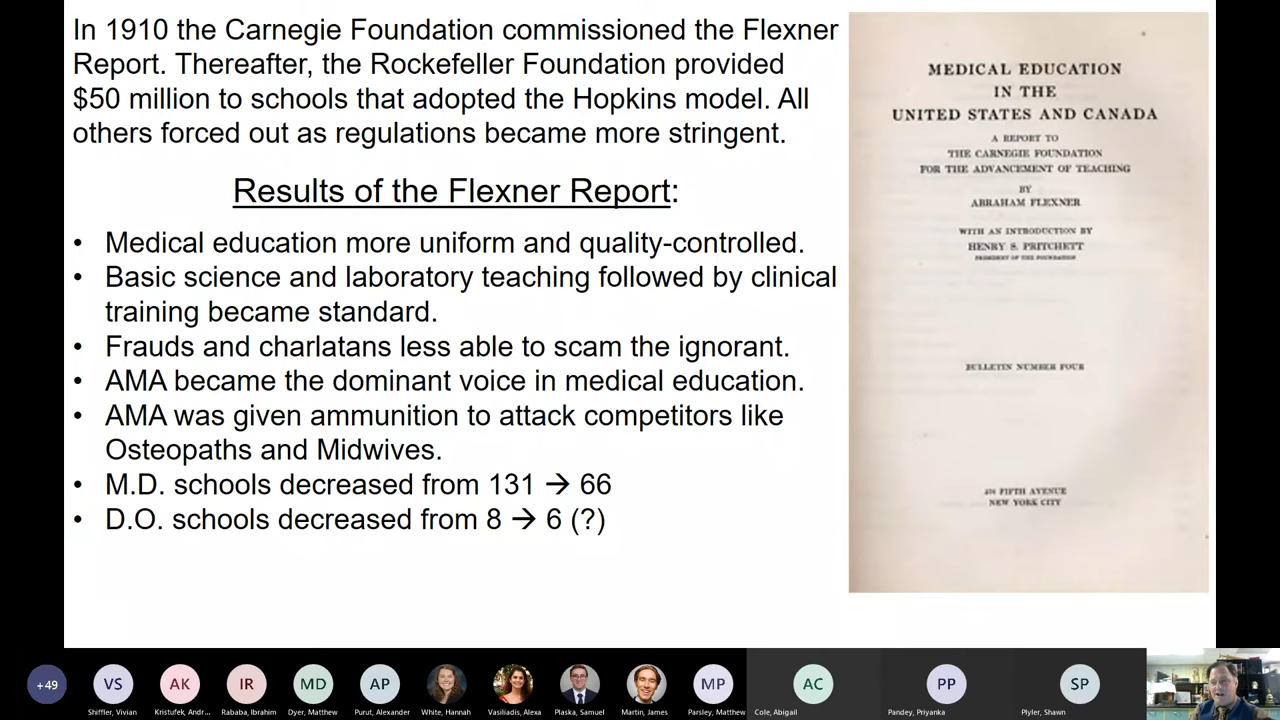 In 1910 the Carnegie Foundation commissioned the Flexner
Report. Thereafter, the Rockefeller Foundation provided
$50 million to schools that adopted the Hopkins model. All
others forced out as regulations became more stringent.
Results of the Flexner Report:
• Medical education more uniform and quality-controlled.
• Basic science and laboratory teaching followed by clinical
training became standard.
• Frauds and charlatans less able to scam the ignorant.
• AMA became the dominant voice in medical education.
• AMA was given ammunition to attack competitors like
Osteopaths and Midwives.
• M.D. schools decreased from 131 → 66
• D.O. schools decreased from 8 → 6 (?)
MEDICAL EDUCATION
IN THE
UNITED STATES AND CANADA
A REPORT TO
THE CARNEGIE FOUNDATION
FOR THE ADVANCEMENT OF TEACHING
BY
ABRAHAM FLEXNER
WITH AN INTRODUCTION BY
HENRY S. PRITCHETT
PRESIDENT OF THE FOUNDATION
BULLETIN NUMBER FOUR
576 FIFTH AVENUE
NEW YORK CITY
+49
VS
AK
IR
MD
AP
MP
AC
PP
SP
Shiffler, Vivian
Kristufek, Andr...
Rababa, Ibrahim
Dyer, Matthew
Purut, Alexander
White, Hannah
Vasiliadis, Alexa
Plaska, Samuel
Martin, James
Parsley, Matthew
Cole, Abigail
Pandey, Priyanka
Plyler, Shawn